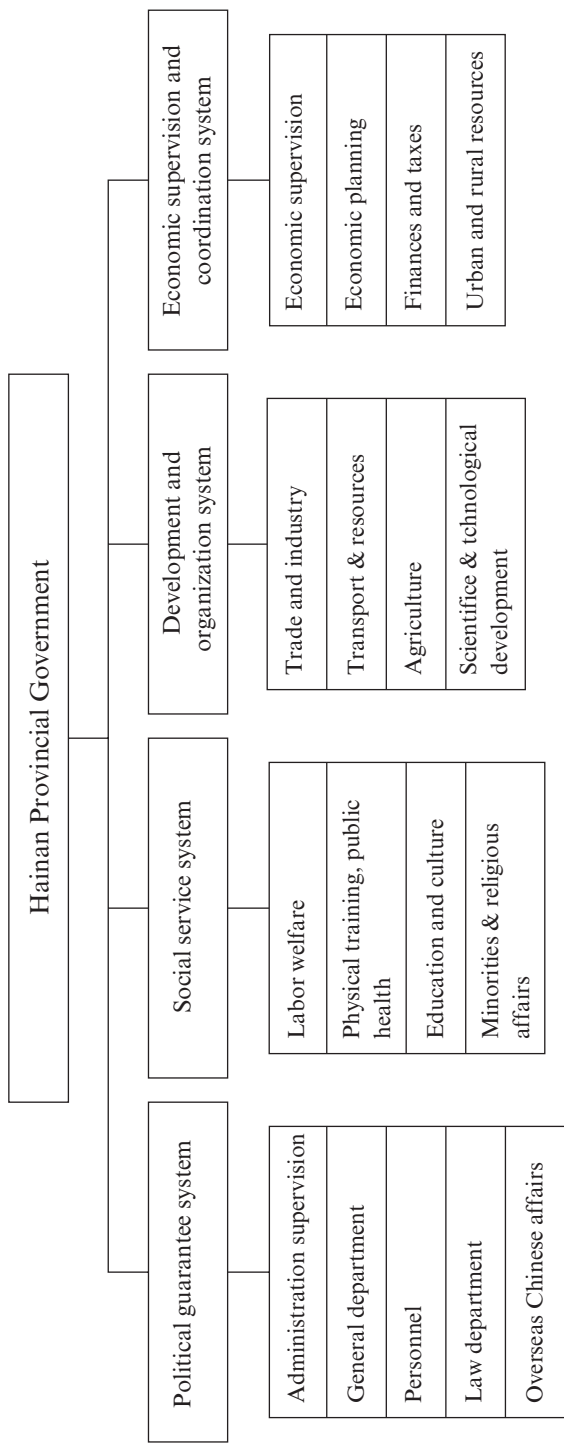 Hainan Provincial Government
Political guarantee system
Administration supervision
General department
Personnel
Law department
Overseas Chinese affairs
Social service system
Labor welfare
Physical training, public
health
Education and culture
Minorities & religious
affairs
Development and
organization system
Trade and industry
Transport & resources
Agriculture
Scientifice & tchnological
development
Economic supervision and
coordination system
Economic supervision
Economic planning
Finances and taxes
Urban and rural resources